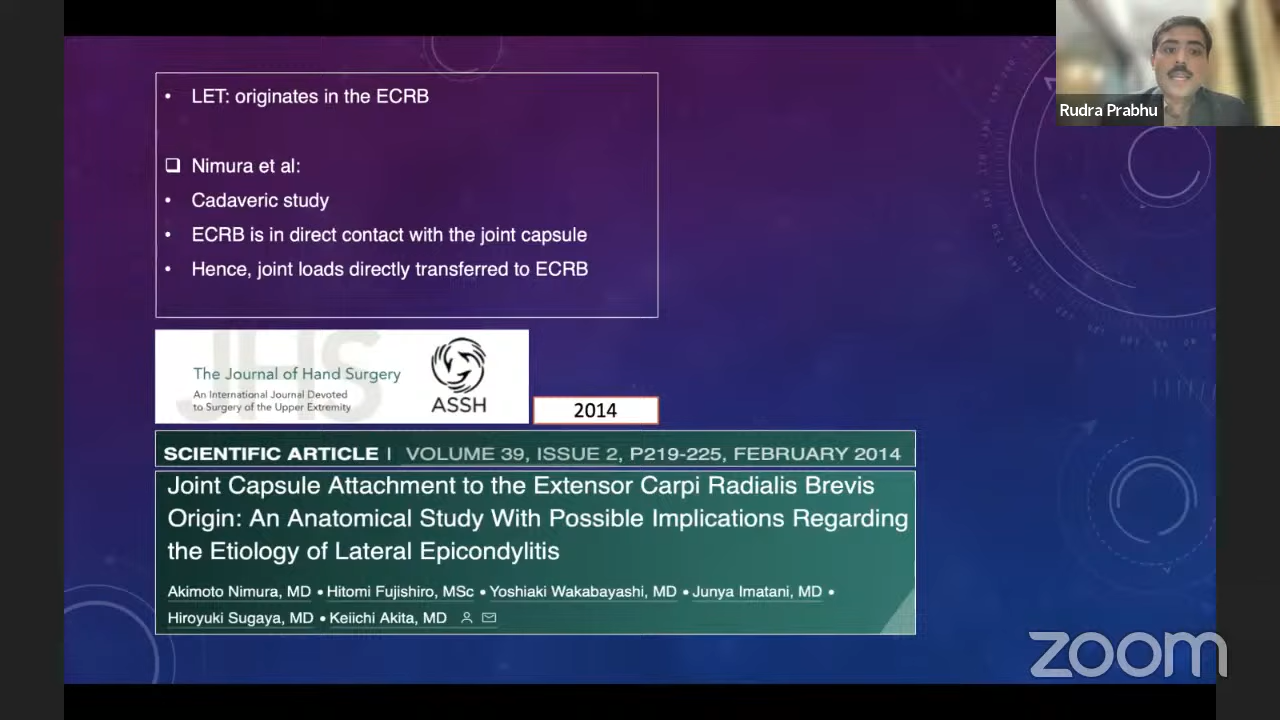 • LET: originates in the ECRB
❑ Nimura et al:
• Cadaveric study
• ECRB is in direct contact with the joint capsule
• Hence, joint loads directly transferred to ECRB
Rudra Prabhu
JHS
The Journal of Hand Surgery
An International Journal Devoted
to Surgery of the Upper Extremity
ASSH
2014
SCIENTIFIC ARTICLE | VOLUME 39, ISSUE 2, P219-225, FEBRUARY 2014
Joint Capsule Attachment to the Extensor Carpi Radialis Brevis
Origin: An Anatomical Study With Possible Implications Regarding
the Etiology of Lateral Epicondylitis
Akimoto Nimura, MD • Hitomi Fujishiro, MSc • Yoshiaki Wakabayashi, MD • Junya Imatani, MD •
Hiroyuki Sugaya, MD • Keiichi Akita, MD
zoom